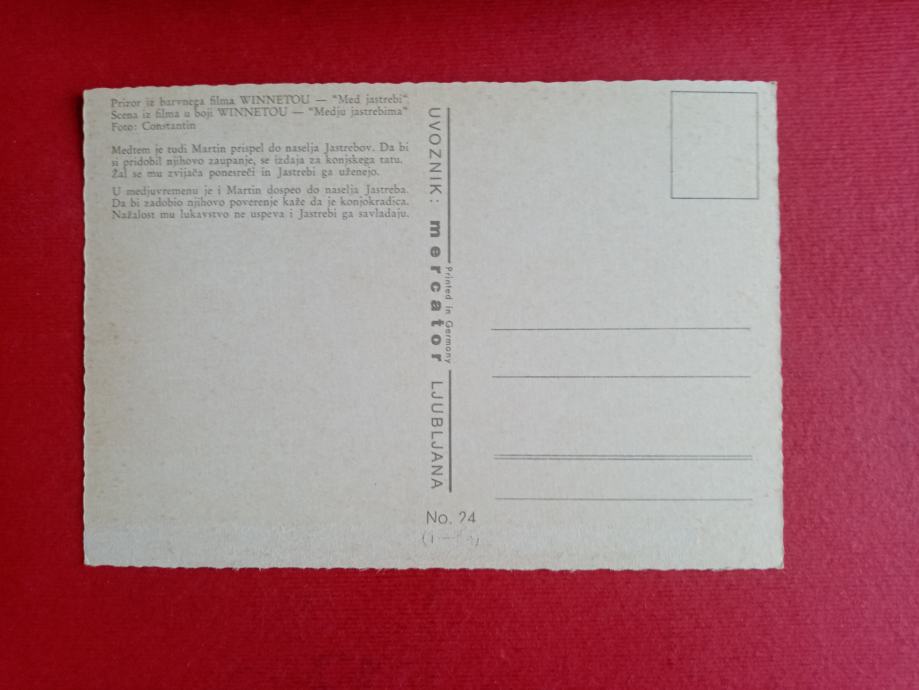 Prizor iz barvnega filma WINNETOU — "Med jastrebi"
Scena iz filma u boji WINNETOU — "Medju jastrebima"
Foto: Constantin
Medtem je tudi Martin prispel do naselja Jastrebov. Da bi
si pridobil njihovo zaupanje, se izdaja za konjskega tatu.
Žal se mu zvijača ponesreči in Jastrebi ga uženejo.
U medjuvremenu je i Martin dospeo do naselja Jastreba.
Da bi zadobio njihovo poverenje kaže da je konjokradica.
Nažalost mu lukavstvo ne uspeva i Jastrebi ga savladaju.
UVOZNIK: mercator LJUBLJANA
Printed in Germany
No. 24